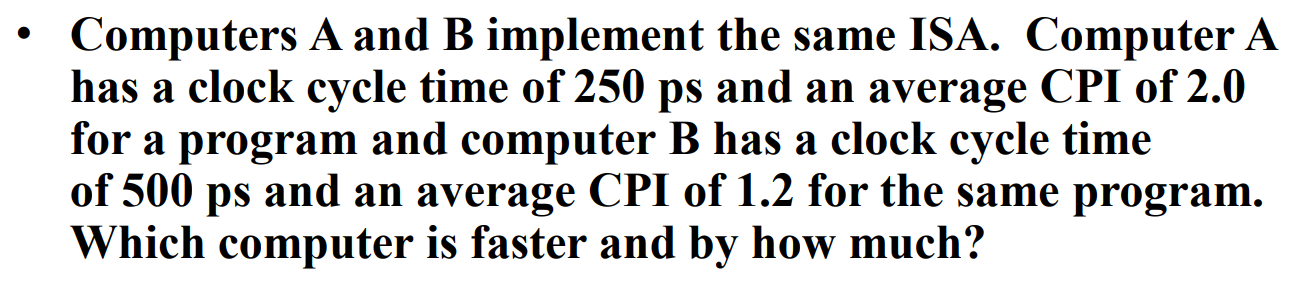 • Computers A and B implement the same ISA.  Computer A
has a clock cycle time of 250 ps and an average CPI of 2.0
for a program and computer B has a clock cycle time
of 500 ps and an average CPI of 1.2 for the same program.
Which computer is faster and by how much?